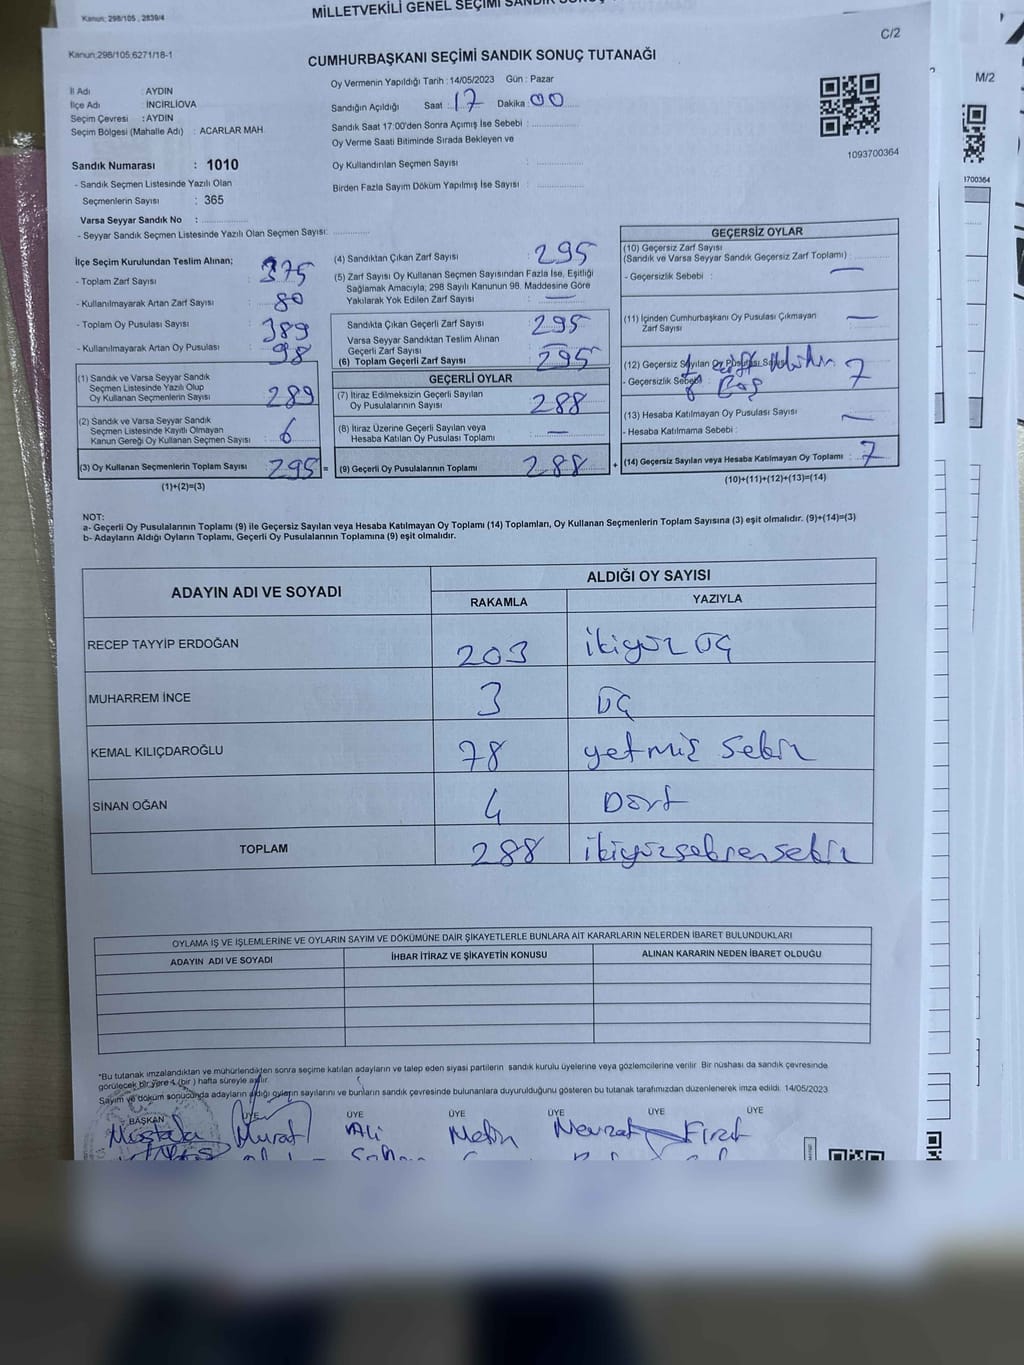 MİLLETVEKİLİ GENEL SEÇİMİ SANDIK
Kanun: 298/105, 2839/4
Kanun:298/105;6271/18-1
C/2
M/2
CUMHURBAŞKANI SEÇİMİ SANDIK SONUÇ TUTANAĞI
İl Adı : AYDIN
İlçe Adı : İNCİRLİOVA
Seçim Çevresi : AYDIN
Seçim Bölgesi (Mahalle Adı) : ACARLAR MAH.
Sandık Numarası : 1010
- Sandık Seçmen Listesinde Yazılı Olan
Seçmenlerin Sayısı : 365
Varsa Seyyar Sandık No :
- Seyyar Sandık Seçmen Listesinde Yazılı Olan Seçmen Sayısı:
Oy Vermenin Yapıldığı Tarih : 14/05/2023 Gün : Pazar
Sandığın Açıldığı Saat : 17 Dakika : 00
Sandık Saat 17:00'den Sonra Açımış İse Sebebi :
Oy Verme Saati Bitiminde Sırada Bekleyen ve
Oy Kullandırılan Seçmen Sayısı :
Birden Fazla Sayım Döküm Yapılmış İse Sayısı :
1093700364
1700364
İlçe Seçim Kurulundan Teslim Alınan;
- Toplam Zarf Sayısı 375
- Kullanılmayarak Artan Zarf Sayısı 80
- Toplam Oy Pusulası Sayısı 389
- Kullanılmayarak Artan Oy Pusulası 98
(1) Sandık ve Varsa Seyyar Sandık
Seçmen Listesinde Yazılı Olup
Oy Kullanan Seçmenlerin Sayısı 289
(2) Sandık ve Varsa Seyyar Sandık
Seçmen Listesinde Kayıtlı Olmayan
Kanun Gereği Oy Kullanan Seçmen Sayısı 6
(3) Oy Kullanan Seçmenlerin Toplam Sayısı 295 =
(1)+(2)=(3)
(4) Sandıktan Çıkan Zarf Sayısı 295
(5) Zarf Sayısı Oy Kullanan Seçmen Sayısından Fazla İse, Eşitliği
Sağlamak Amacıyla; 298 Sayılı Kanunun 98. Maddesine Göre
Yakılarak Yok Edilen Zarf Sayısı : —
Sandıkta Çıkan Geçerli Zarf Sayısı 295
Varsa Seyyar Sandıktan Teslim Alınan
Geçerli Zarf Sayısı —
(6) Toplam Geçerli Zarf Sayısı 295
GEÇERLİ OYLAR
(7) İtiraz Edilmeksizin Geçerli Sayılan
Oy Pusulalarının Sayısı 288
(8) İtiraz Üzerine Geçerli Sayılan veya
Hesaba Katılan Oy Pusulası Toplamı —
(9) Geçerli Oy Pusulalarının Toplamı 288 +
GEÇERSİZ OYLAR
(10) Geçersiz Zarf Sayısı
(Sandık ve Varsa Seyyar Sandık Geçersiz Zarf Toplamı) :
- Geçersizlik Sebebi : —
(11) İçinden Cumhurbaşkanı Oy Pusulası Çıkmayan
Zarf Sayısı —
(12) Geçersiz Sayılan Oy Pusulası Sayısı 7
- Geçersizlik Sebebi : Boş
(13) Hesaba Katılmayan Oy Pusulası Sayısı —
- Hesaba Katılmama Sebebi :
(14) Geçersiz Sayılan veya Hesaba Katılmayan Oy Toplamı : 7
(10)+(11)+(12)+(13)=(14)
NOT:
a- Geçerli Oy Pusulalarının Toplamı (9) ile Geçersiz Sayılan veya Hesaba Katılmayan Oy Toplamı (14) Toplamları, Oy Kullanan Seçmenlerin Toplam Sayısına (3) eşit olmalıdır. (9)+(14)=(3)
b- Adayların Aldığı Oyların Toplamı, Geçerli Oy Pusulalarının Toplamına (9) eşit olmalıdır.
ADAYIN ADI VE SOYADI
ALDIĞI OY SAYISI
RAKAMLA YAZIYLA
RECEP TAYYİP ERDOĞAN 203 ikiyüz üç
MUHARREM İNCE 3 üç
KEMAL KILIÇDAROĞLU 78 yetmiş sekiz
SİNAN OĞAN 4 Dört
TOPLAM 288 ikiyüzseksensekiz
OYLAMA İŞ VE İŞLEMLERİNE VE OYLARIN SAYIM VE DÖKÜMÜNE DAİR ŞİKAYETLERLE BUNLARA AİT KARARLARIN NELERDEN İBARET BULUNDUKLARI
ADAYIN ADI VE SOYADI İHBAR İTİRAZ VE ŞİKAYETİN KONUSU ALINAN KARARIN NEDEN İBARET OLDUĞU
*Bu tutanak imzalandıktan ve mühürlendikten sonra seçime katılan adayların ve talep eden siyasi partilerin sandık kurulu üyelerine veya gözlemcilerine verilir. Bir nüshası da sandık çevresinde
görülecek bir yere 1 (bir ) hafta süreyle asılır.
Sayım ve döküm sonucunda adayların aldığı oyların sayılarını ve bunların sandık çevresinde bulunanlara duyurulduğunu gösteren bu tutanak tarafımızdan düzenlenerek imza edildi. 14/05/2023
BAŞKAN ÜYE ÜYE ÜYE ÜYE ÜYE ÜYE
Mustafa Murat Ali Metin Nevzat Fırat